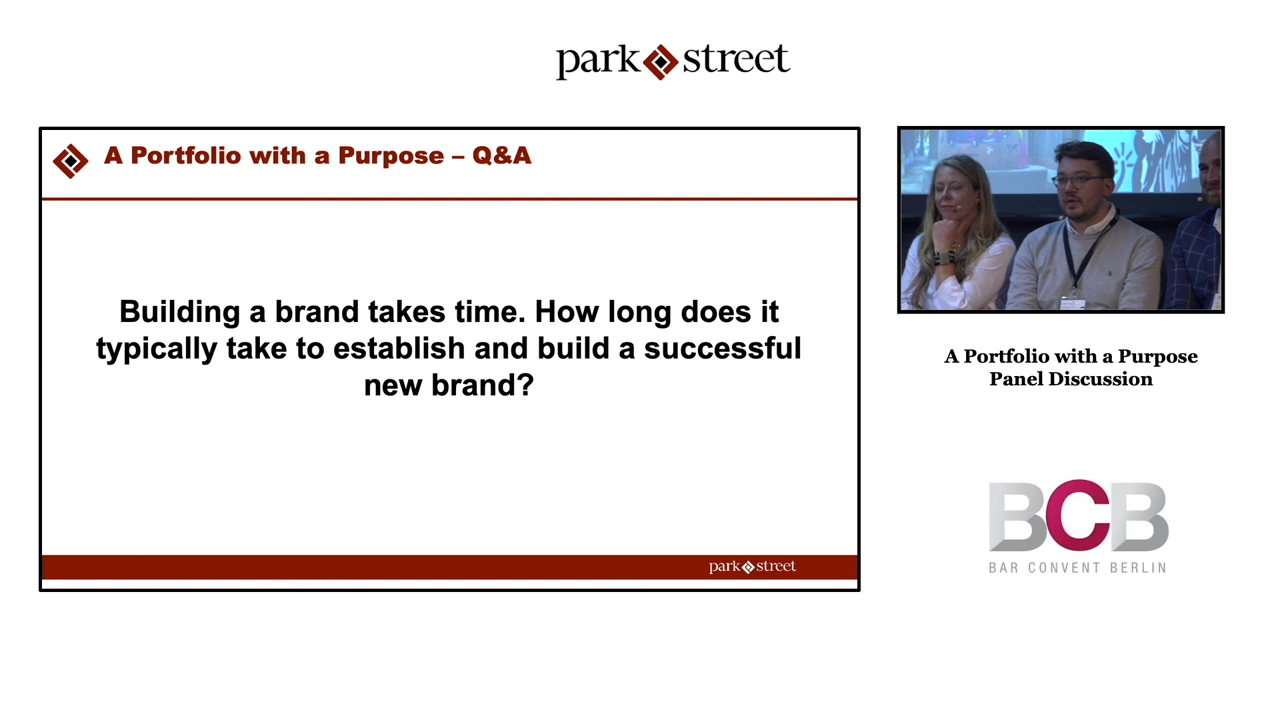 park street
A Portfolio with a Purpose – Q&A
Building a brand takes time. How long does it
typically take to establish and build a successful
new brand?
park street
A Portfolio with a Purpose
Panel Discussion
BCB
BAR CONVENT BERLIN